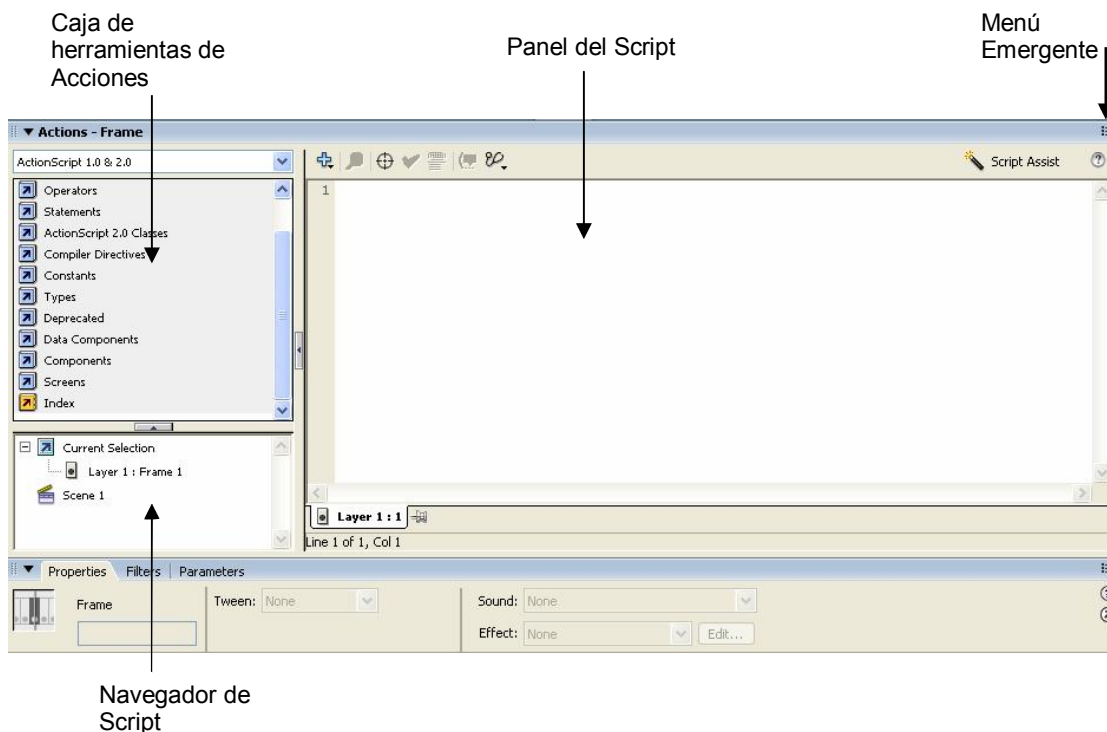 Caja de
herramientas de
Acciones
Panel del Script
Menú
Emergente
Actions - Frame
ActionScript 1.0 & 2.0
Script Assist
Operators
Statements
ActionScript 2.0 Classes
Compiler Directives
Constants
Types
Deprecated
Data Components
Components
Screens
Index
1
Current Selection
Layer 1 : Frame 1
Scene 1
Layer 1 : 1
Line 1 of 1, Col 1
Properties Filters Parameters
Frame
Tween: None
Sound: None
Effect: None Edit...
Navegador de
Script